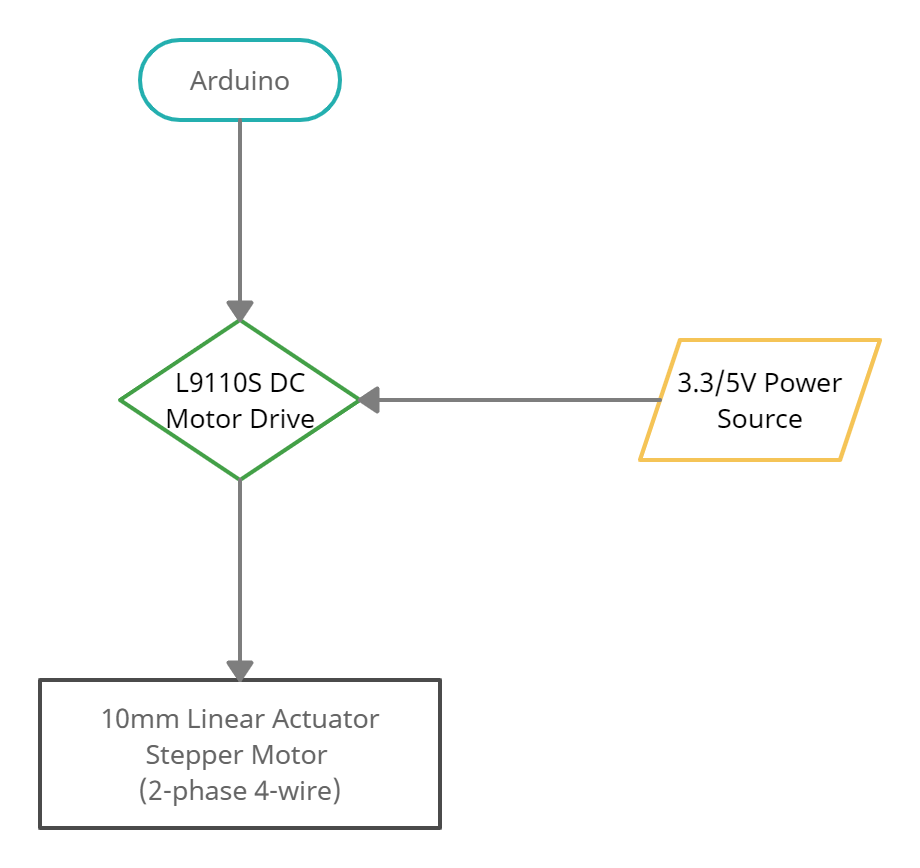 Arduino
L9110S DC
Motor Drive
3.3/5V Power
Source
10mm Linear Actuator
Stepper Motor
(2-phase 4-wire)